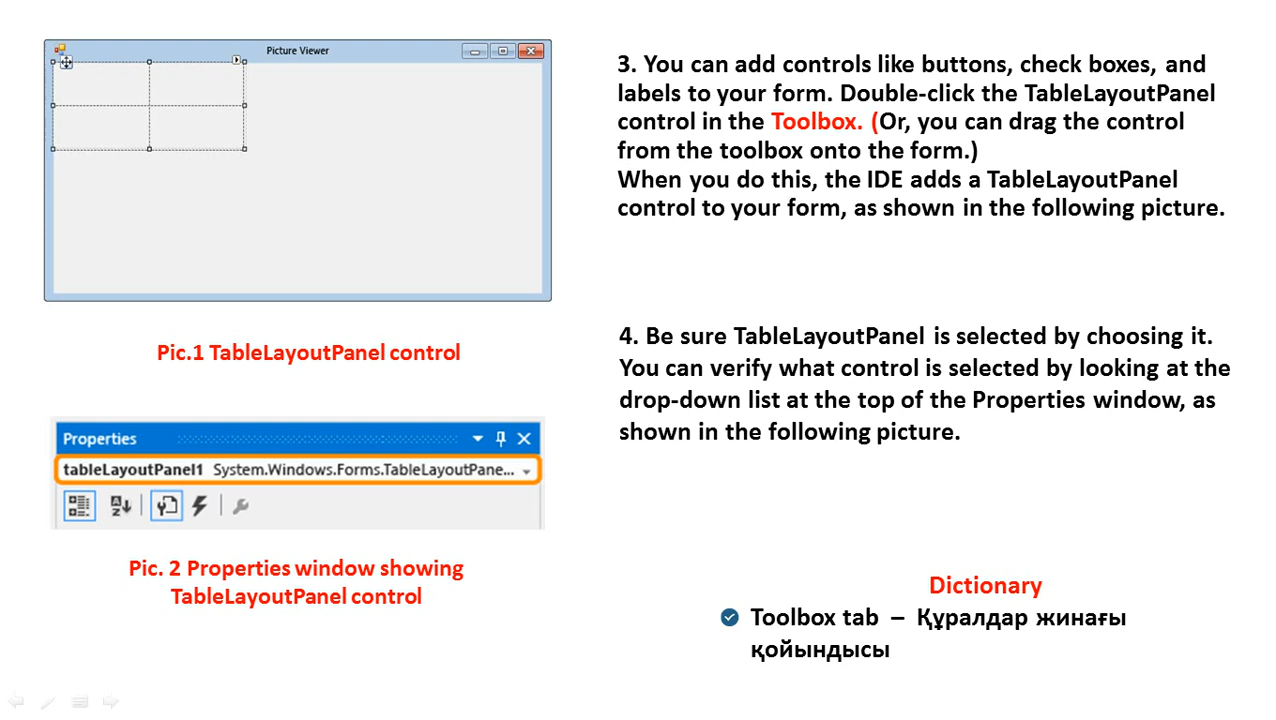 Picture Viewer
3. You can add controls like buttons, check boxes, and
labels to your form. Double-click the TableLayoutPanel
control in the Toolbox. (Or, you can drag the control
from the toolbox onto the form.)
When you do this, the IDE adds a TableLayoutPanel
control to your form, as shown in the following picture.
Pic.1 TableLayoutPanel control
4. Be sure TableLayoutPanel is selected by choosing it.
You can verify what control is selected by looking at the
drop-down list at the top of the Properties window, as
shown in the following picture.
Properties
tableLayoutPanel1 System.Windows.Forms.TableLayoutPane...
Pic. 2 Properties window showing
TableLayoutPanel control
Dictionary
Toolbox tab – Құралдар жинағы
қойындысы